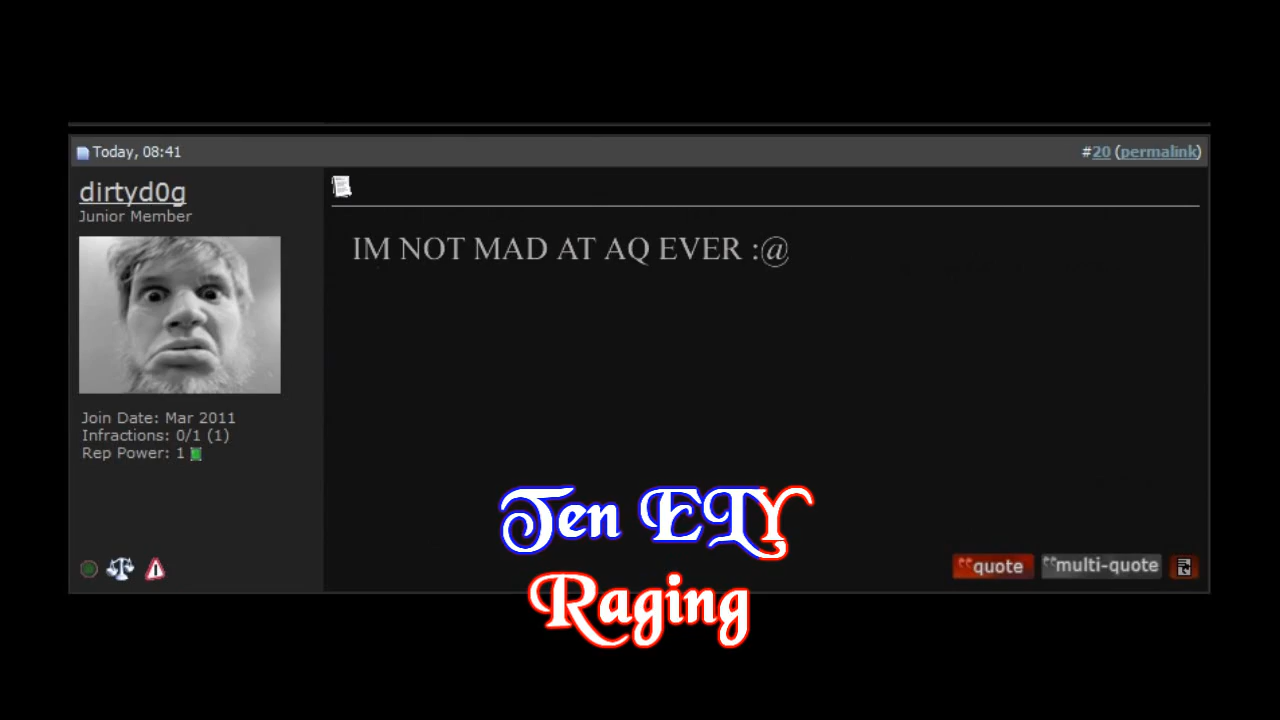 Today, 08:41
#20 (permalink)
dirtyd0g
Junior Member
IM NOT MAD AT AQ EVER :@
Join Date: Mar 2011
Infractions: 0/1 (1)
Rep Power: 1
quote
multi-quote
Ten ELY
Raging